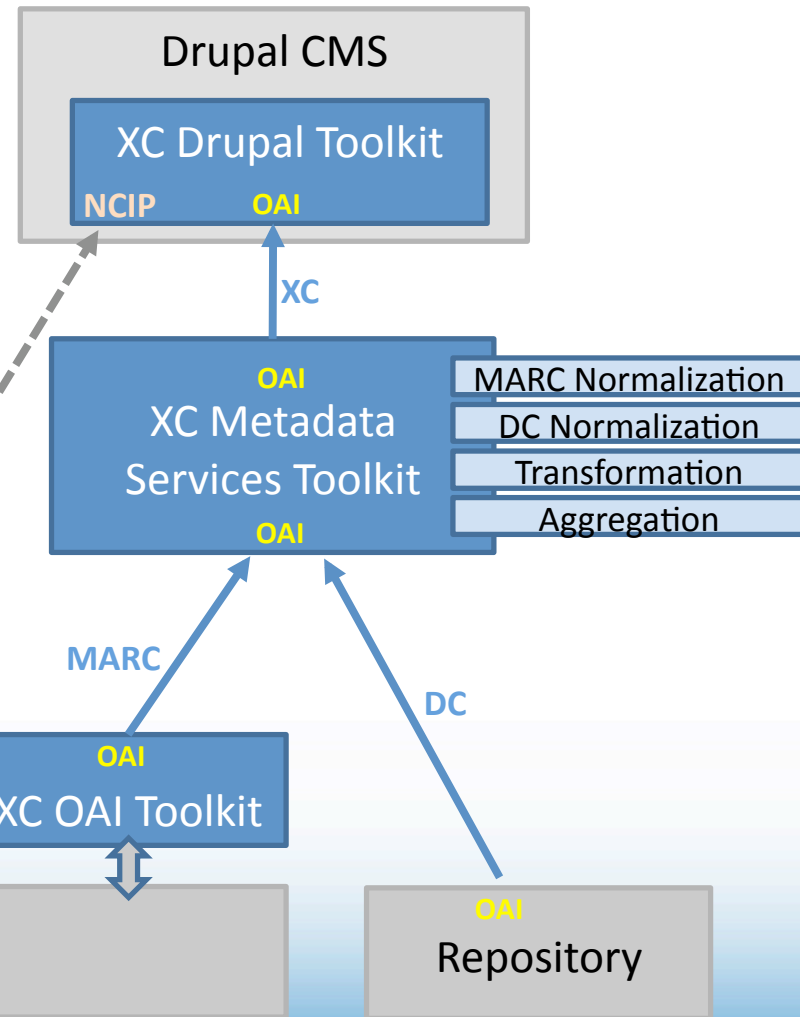 Drupal CMS
XC Drupal Toolkit
NCIP
OAI
XC
OAI
XC Metadata
Services Toolkit
OAI
MARC Normalization
DC Normalization
Transformation
Aggregation
MARC
DC
OAI
XC OAI Toolkit
OAI
Repository